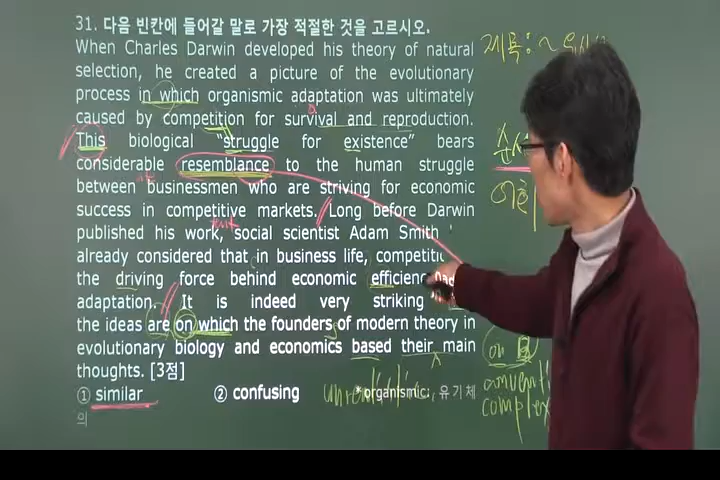 31. 다음 빈칸에 들어갈 말로 가장 적절한 것을 고르시오.
제목: ~ 유사
When Charles Darwin developed his theory of natural
selection, he created a picture of the evolutionary
process in which organismic adaptation was ultimately
caused by competition for survival and reproduction.
This biological "struggle for existence" bears
considerable resemblance to the human struggle
between businessmen who are striving for economic
success in competitive markets. Long before Darwin
published his work, social scientist Adam Smith
already considered that in business life,
the driving force behind economic
adaptation. It is indeed very striking
the ideas are on which the founders of modern theory in
evolutionary biology and economics based their main
thoughts. [3점]
① similar ② confusing *organismic: 유기체
의